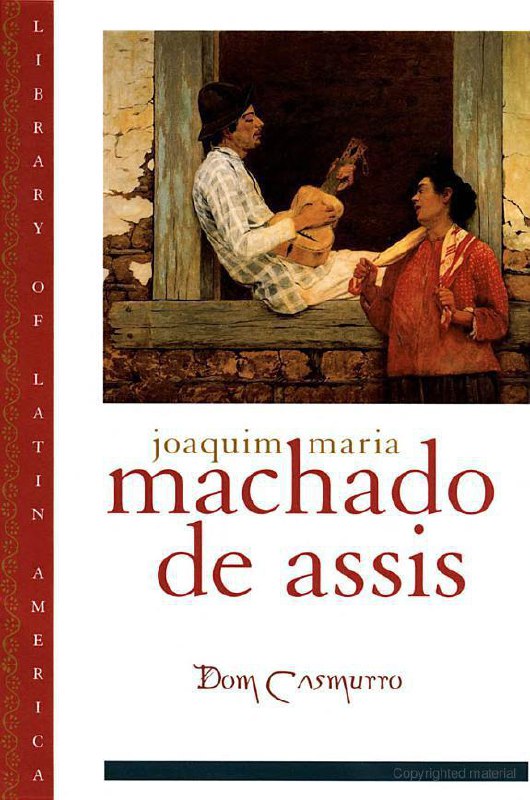 LIBRARY OF LATIN AMERICA
joaquim maria
machado
de assis
Dom Casmurro
Copyrighted material